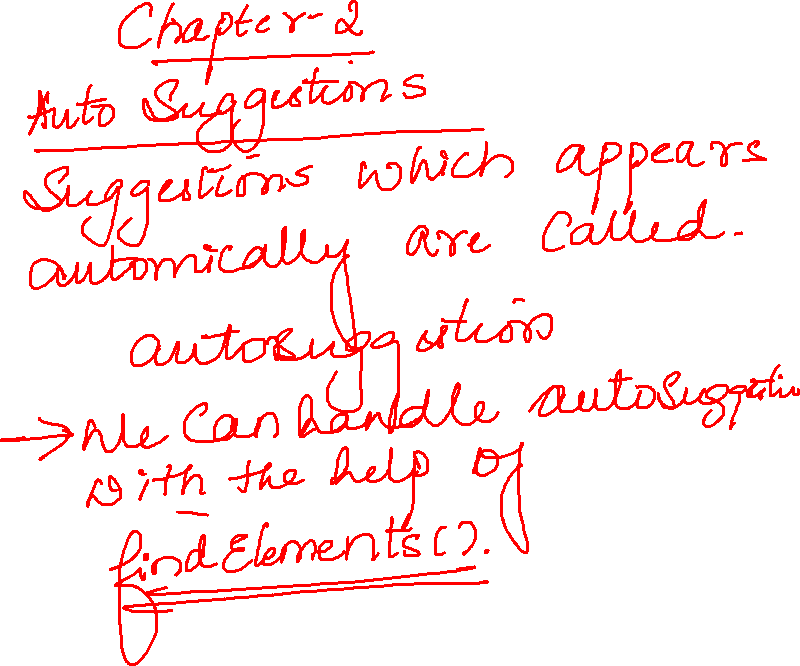 Chapter-2
Auto Suggestions
Suggestions which appears
automically are called.
autosuggestions
→ We can handle autosuggestio
with the help of
findElements().